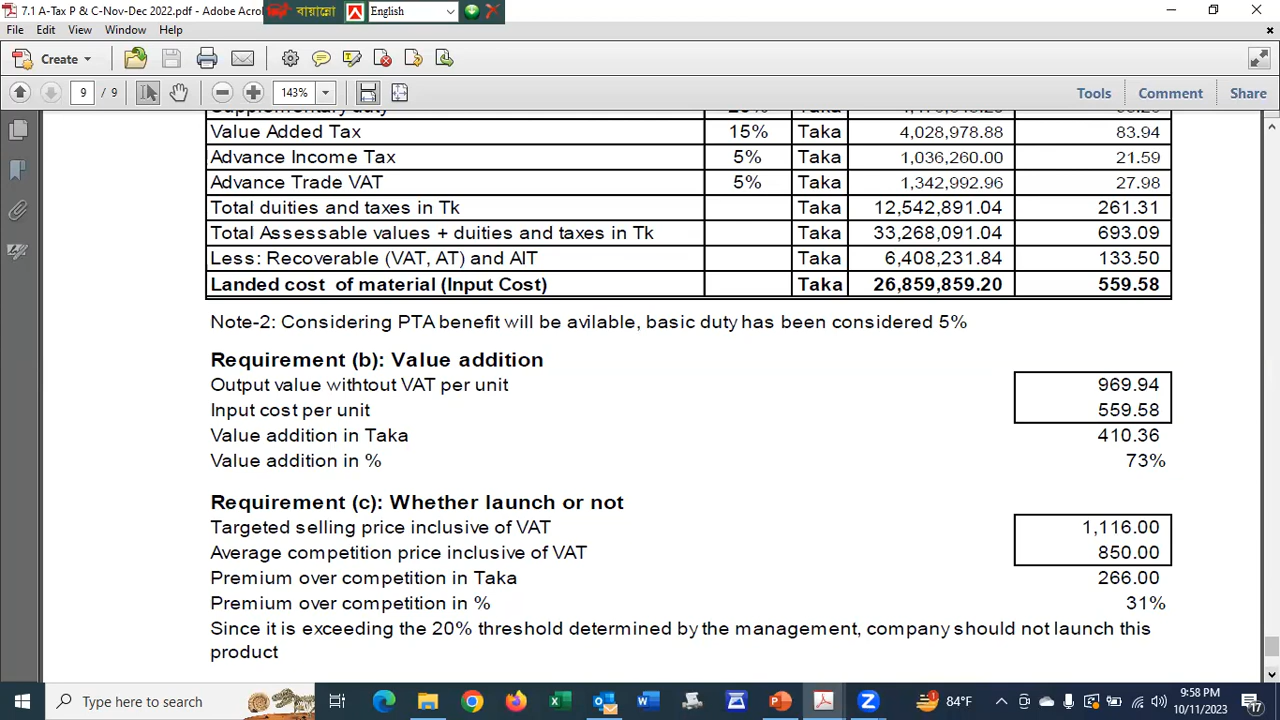 7.1 A-Tax P & C-Nov-Dec 2022.pdf - Adobe Acro
বায়ান্নো English
File Edit View Window Help
Create
9 / 9 143% Tools Comment Share
Supplementary duty 20% Taka
Value Added Tax 15% Taka 4,028,978.88 83.94
Advance Income Tax 5% Taka 1,036,260.00 21.59
Advance Trade VAT 5% Taka 1,342,992.96 27.98
Total duities and taxes in Tk Taka 12,542,891.04 261.31
Total Assessable values + duities and taxes in Tk Taka 33,268,091.04 693.09
Less: Recoverable (VAT, AT) and AIT Taka 6,408,231.84 133.50
Landed cost of material (Input Cost) Taka 26,859,859.20 559.58
Note-2: Considering PTA benefit will be avilable, basic duty has been considered 5%
Requirement (b): Value addition
Output value withtout VAT per unit 969.94
Input cost per unit 559.58
Value addition in Taka 410.36
Value addition in % 73%
Requirement (c): Whether launch or not
Targeted selling price inclusive of VAT 1,116.00
Average competition price inclusive of VAT 850.00
Premium over competition in Taka 266.00
Premium over competition in % 31%
Since it is exceeding the 20% threshold determined by the management, company should not launch this
product
Type here to search 84°F 9:58 PM
10/11/2023 17